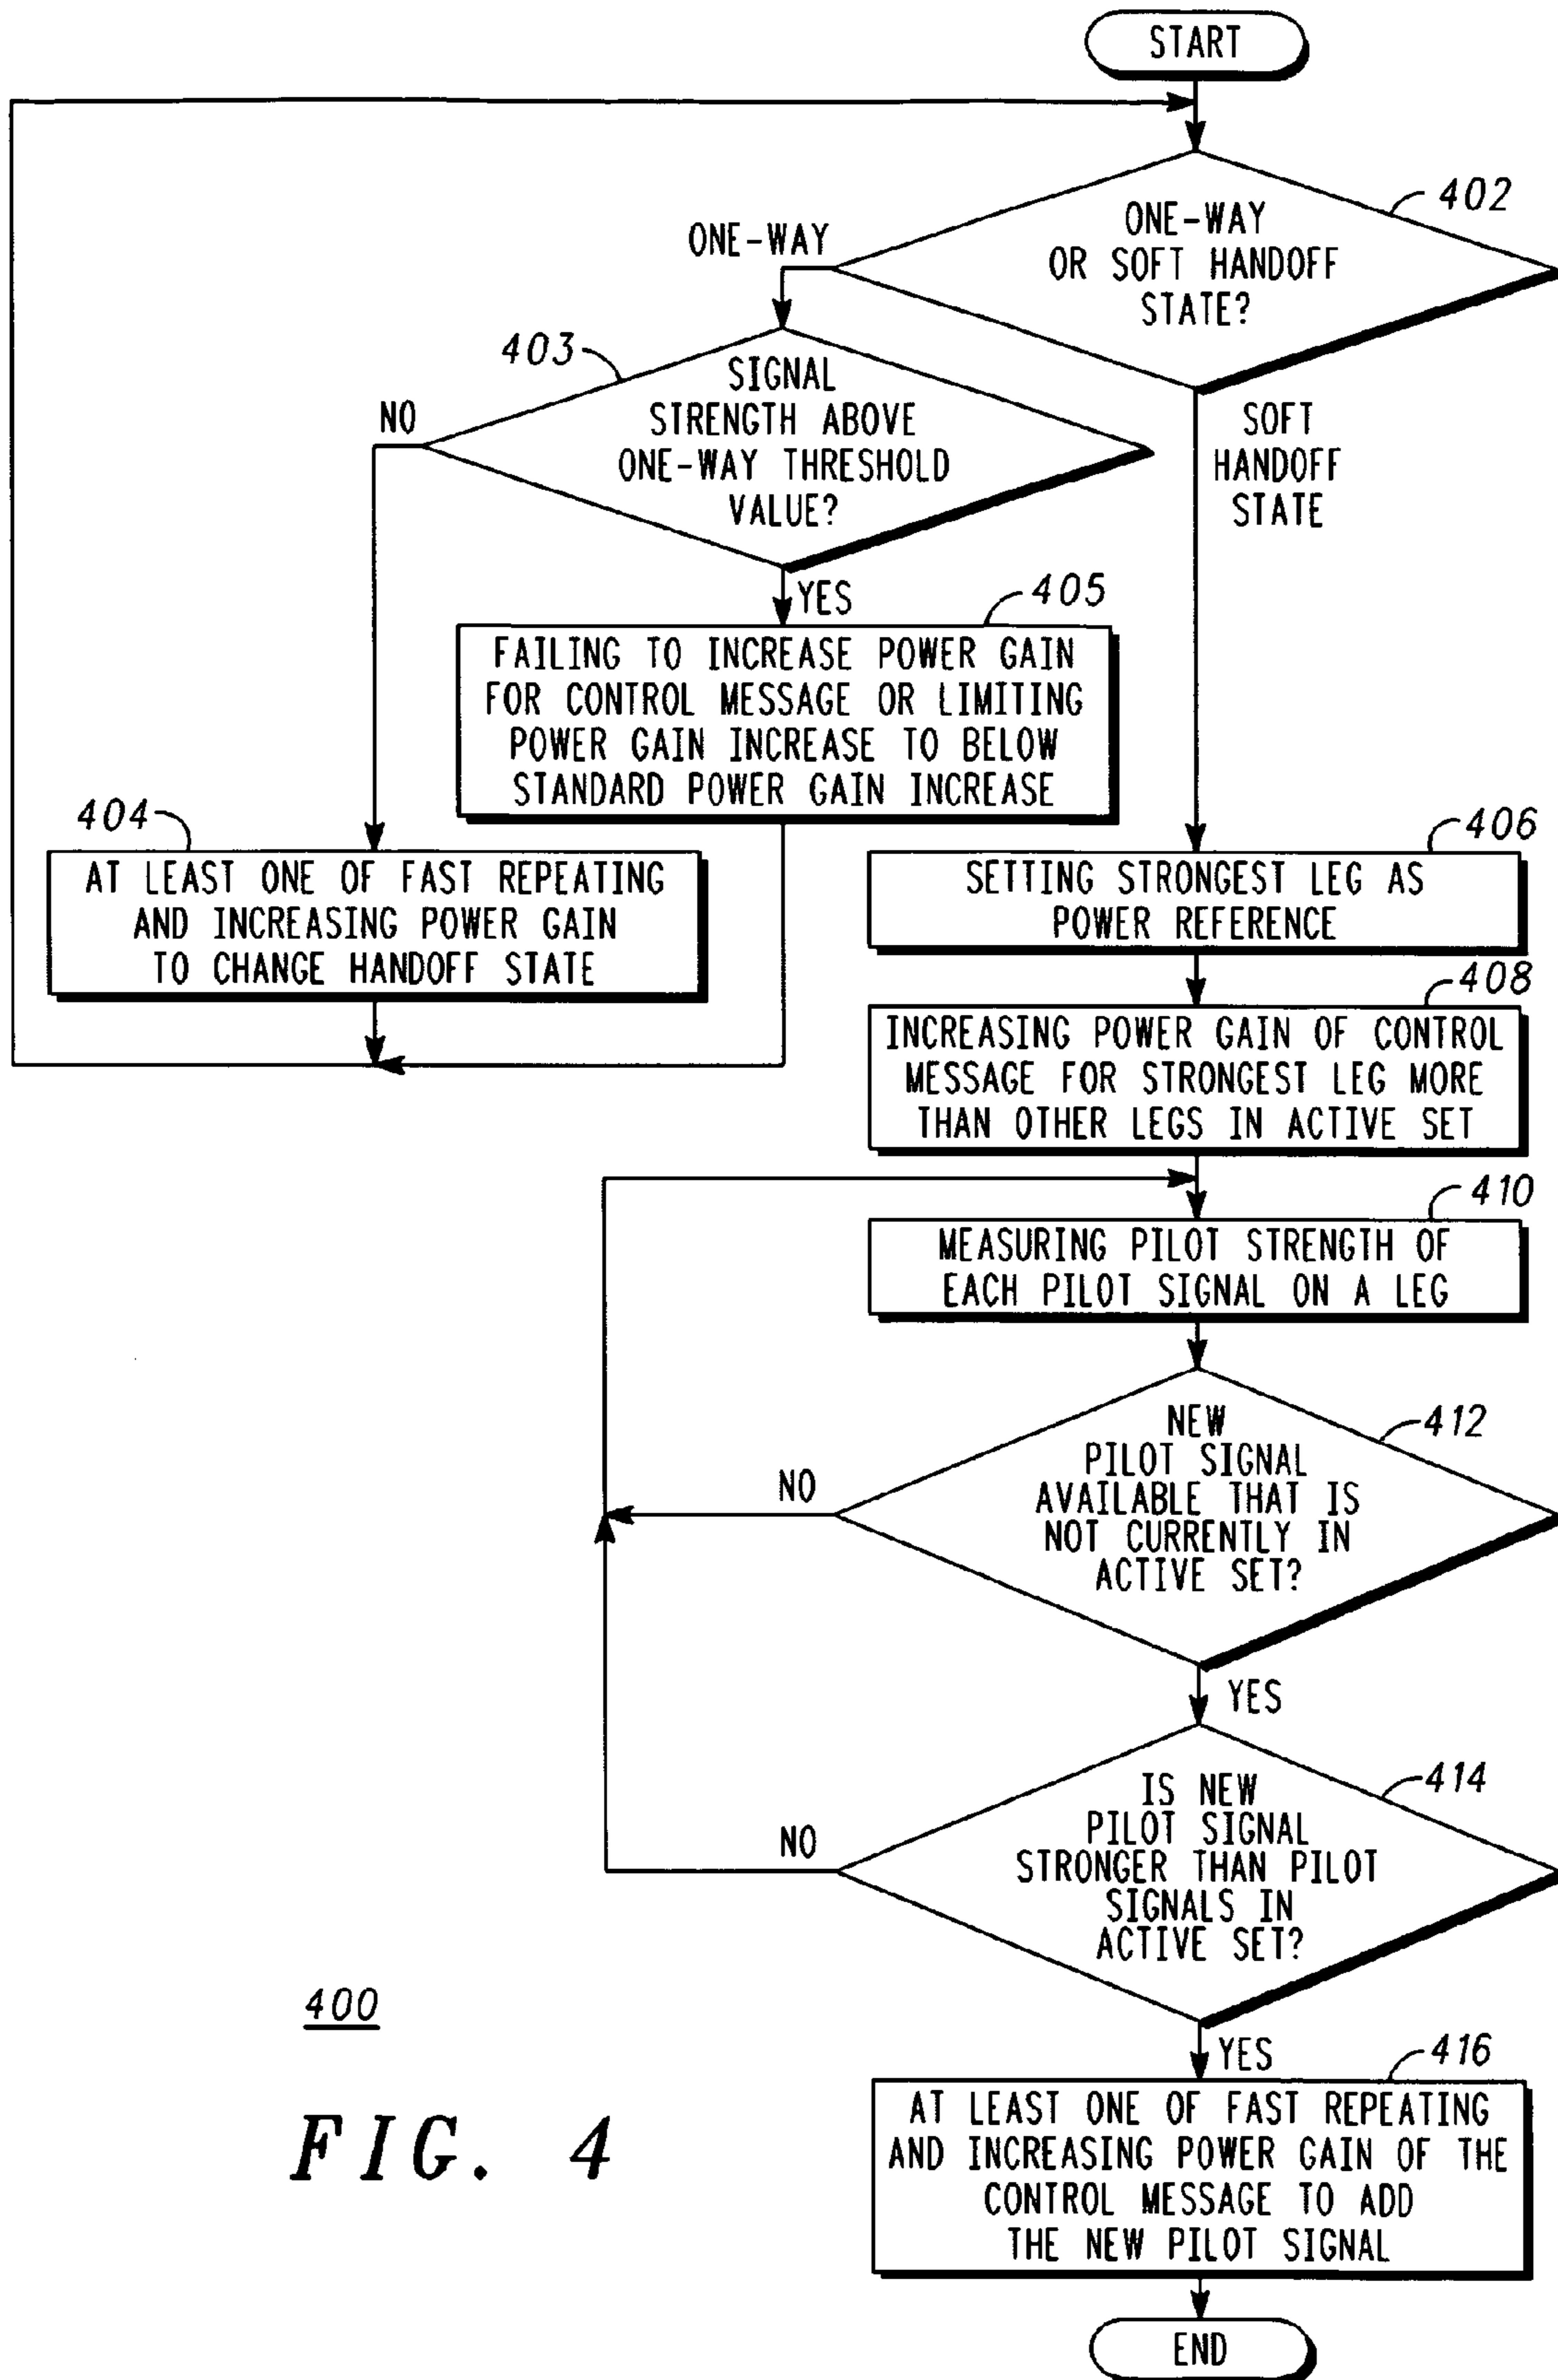 START
402
ONE-WAY
OR SOFT HANDOFF
STATE?
ONE-WAY
403
SIGNAL
STRENGTH ABOVE
ONE-WAY THRESHOLD
VALUE?
NO
SOFT
HANDOFF
STATE
YES
405
FAILING TO INCREASE POWER GAIN
FOR CONTROL MESSAGE OR LIMITING
POWER GAIN INCREASE TO BELOW
STANDARD POWER GAIN INCREASE
404
AT LEAST ONE OF FAST REPEATING
AND INCREASING POWER GAIN
TO CHANGE HANDOFF STATE
406
SETTING STRONGEST LEG AS
POWER REFERENCE
408
INCREASING POWER GAIN OF CONTROL
MESSAGE FOR STRONGEST LEG MORE
THAN OTHER LEGS IN ACTIVE SET
410
MEASURING PILOT STRENGTH OF
EACH PILOT SIGNAL ON A LEG
412
NEW
PILOT SIGNAL
AVAILABLE THAT IS
NOT CURRENTLY IN
ACTIVE SET?
NO
YES
414
IS NEW
PILOT SIGNAL
STRONGER THAN PILOT
SIGNALS IN
ACTIVE SET?
NO
YES
416
AT LEAST ONE OF FAST REPEATING
AND INCREASING POWER GAIN OF THE
CONTROL MESSAGE TO ADD
THE NEW PILOT SIGNAL
END
400
FIG. 4